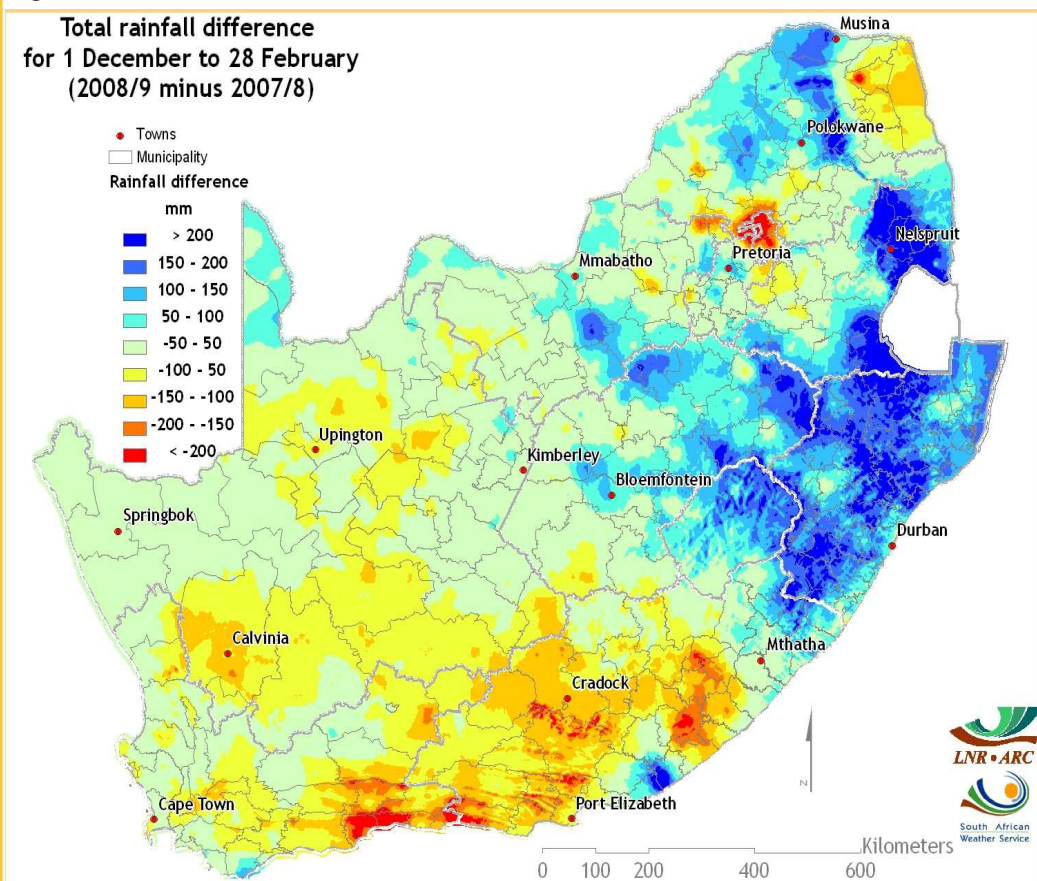 Total rainfall difference
for 1 December to 28 February
(2008/9 minus 2007/8)
Towns
Municipality
Rainfall difference
mm
> 200
150 - 200
100 - 150
50 - 100
-50 - 50
-100 - 50
-150 - -100
-200 - -150
< -200
Musina
Polokwane
Nelspruit
Pretoria
Mmabatho
Upington
Kimberley
Bloemfontein
Springbok
Durban
Calvinia
Mthatha
Cradock
Cape Town
Port Elizabeth
N
LNR • ARC
South African
Weather Service
Kilometers
0 100 200 400 600